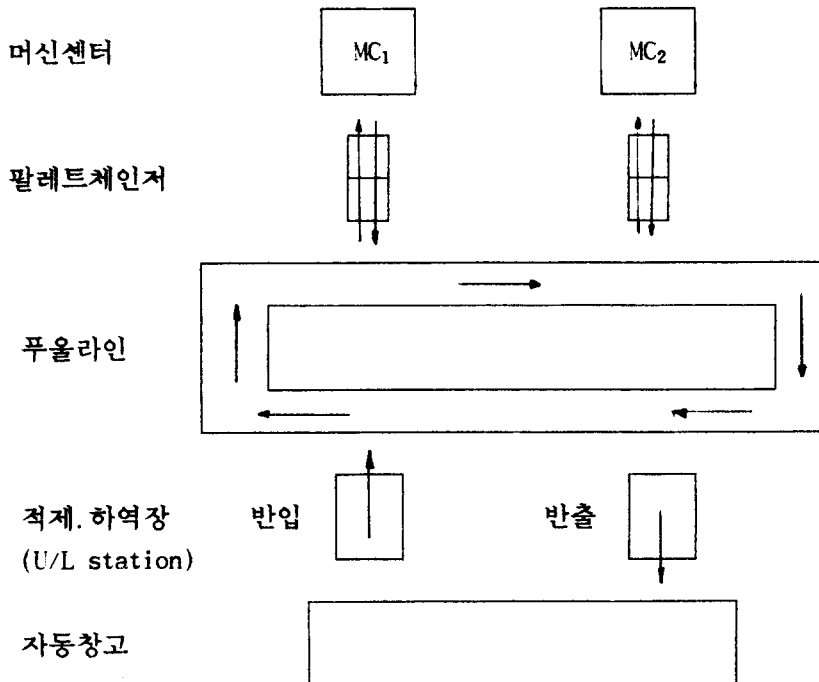 머신센터
MC₁
MC₂
팔레트체인저
푸울라인
적제.하역장
(U/L station)
반입
반출
자동창고